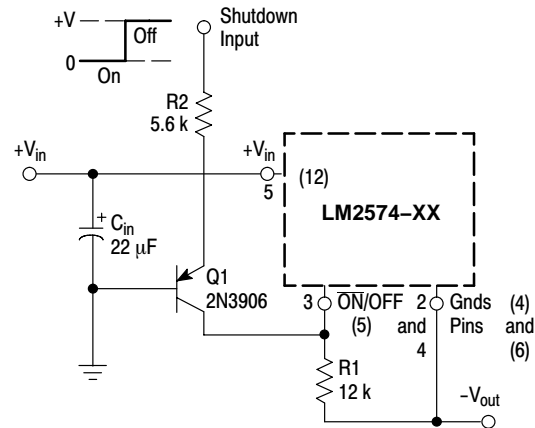 +V
Off
0
On
Shutdown
Input
R2
5.6 k
+Vin
+Vin
5
(12)
LM2574–XX
+
Cin
22 μF
Q1
2N3906
3
ON/OFF
(5)
2
and
4
Gnds
Pins
(4)
and
(6)
R1
12 k
–Vout